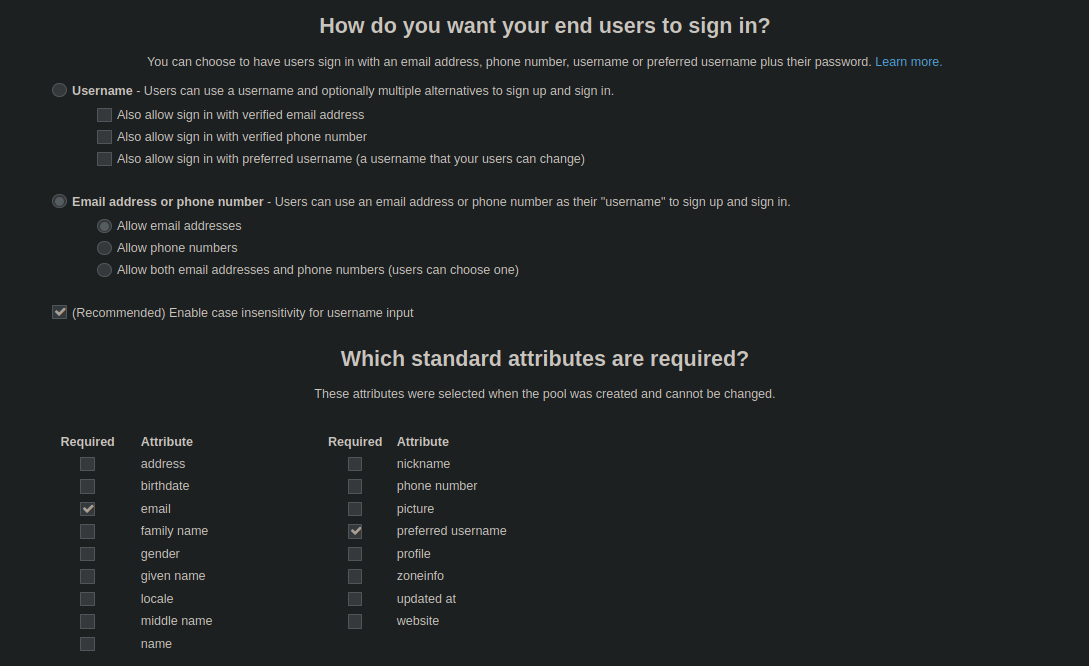 How do you want your end users to sign in?
You can choose to have users sign in with an email address, phone number, username or preferred username plus their password. Learn more.
Username - Users can use a username and optionally multiple alternatives to sign up and sign in.
Also allow sign in with verified email address
Also allow sign in with verified phone number
Also allow sign in with preferred username (a username that your users can change)
Email address or phone number - Users can use an email address or phone number as their "username" to sign up and sign in.
Allow email addresses
Allow phone numbers
Allow both email addresses and phone numbers (users can choose one)
(Recommended) Enable case insensitivity for username input
Which standard attributes are required?
These attributes were selected when the pool was created and cannot be changed.
Required Attribute Required Attribute
address nickname
birthdate phone number
email picture
family name preferred username
gender profile
given name zoneinfo
locale updated at
middle name website
name